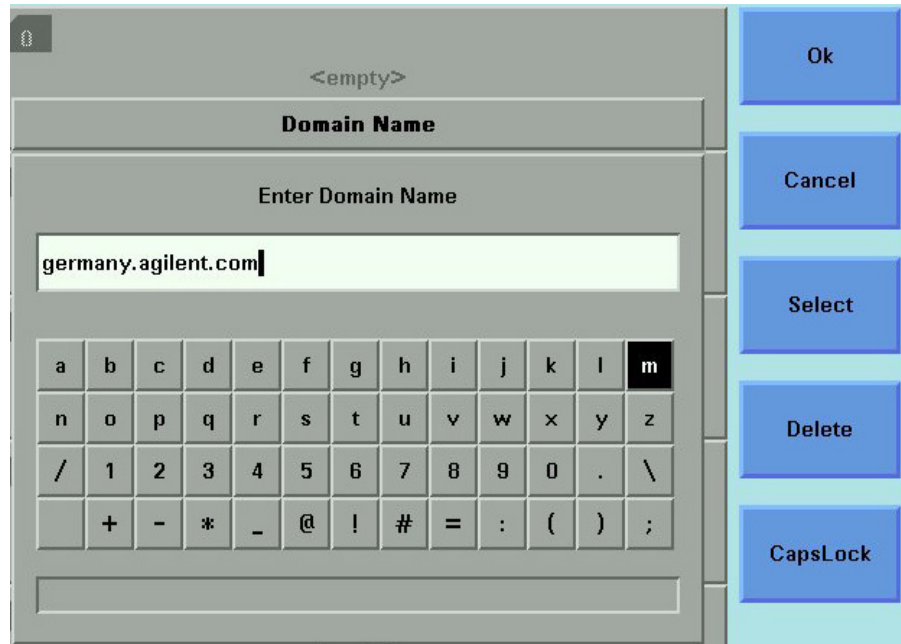 0
<empty>
Domain Name
Enter Domain Name
germany.agilent.com
a b c d e f g h i j k l m
n o p q r s t u v w x y z
/ 1 2 3 4 5 6 7 8 9 0 . \
+ - * _ @ ! # = : ( ) ;
Ok
Cancel
Select
Delete
CapsLock